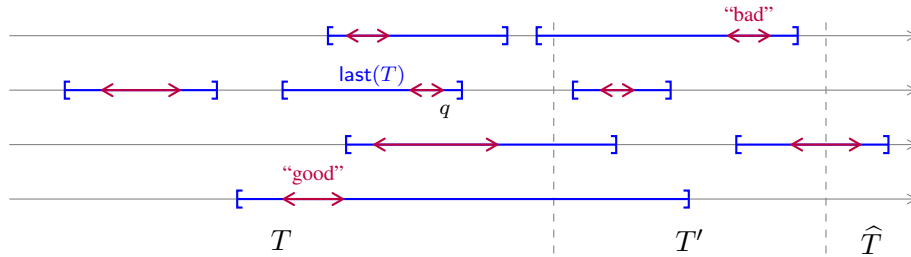 “bad”
last(T)
q
“good”
T T′ T̂